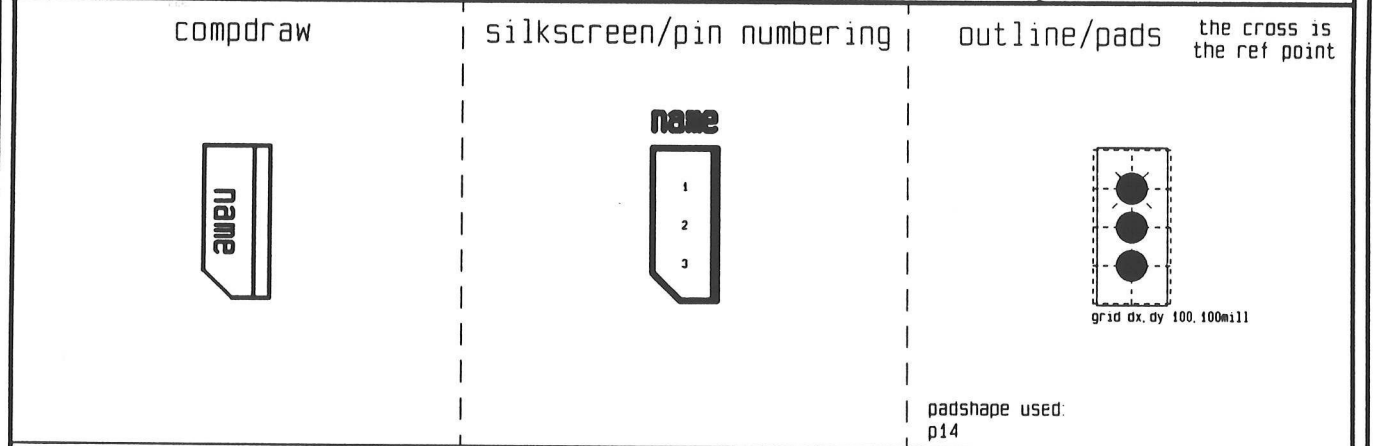 compdraw
silkscreen/pin numbering
outline/pads
the cross is
the ref point
name
name
1
2
3
grid dx, dy 100, 100mill
padshape used:
p14